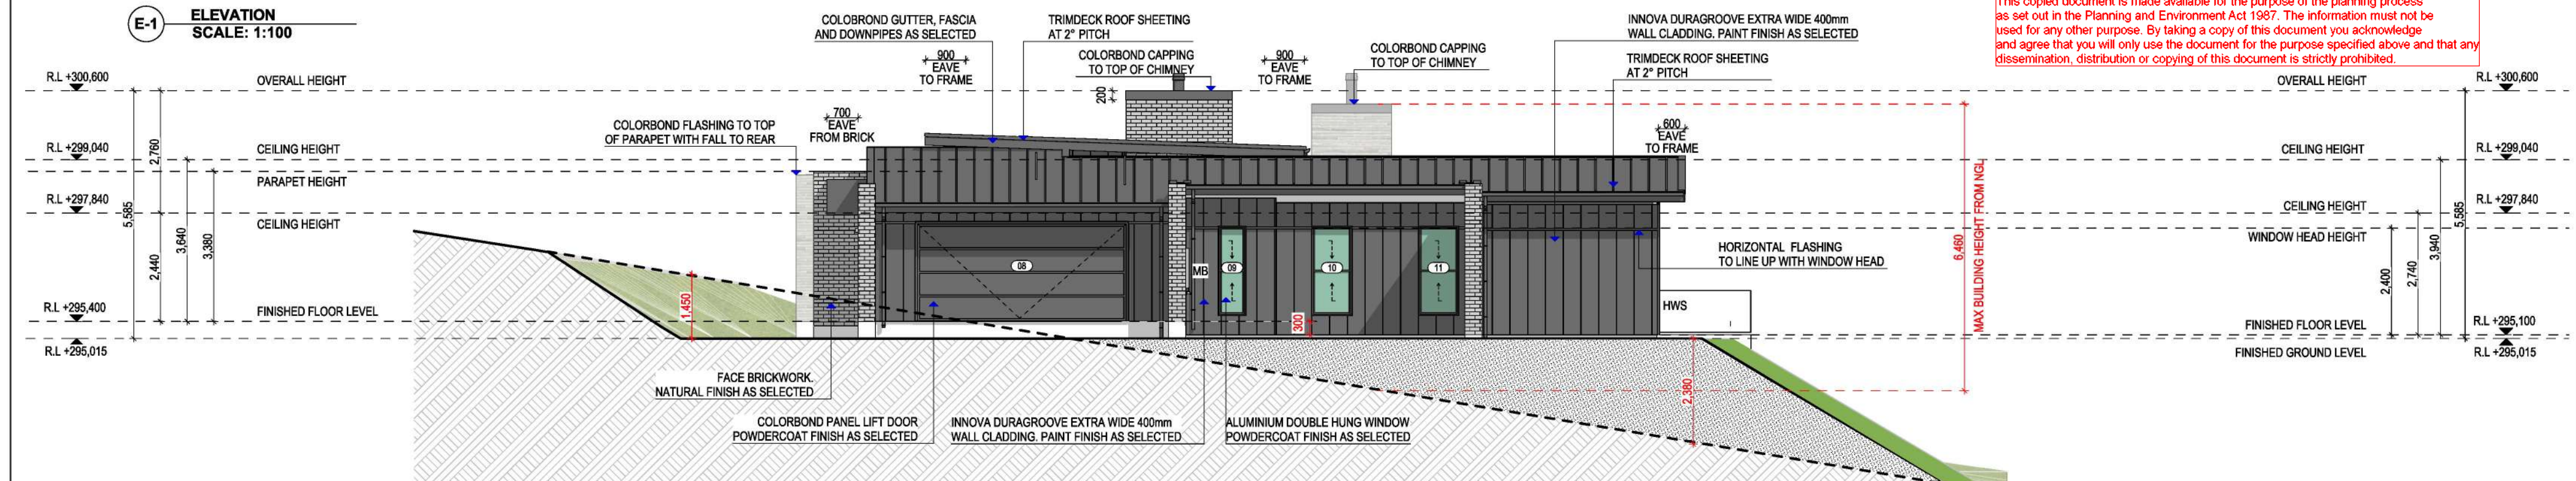 E-1
ELEVATION
SCALE: 1:100
This copied document is made available for the purpose of the planning process
as set out in the Planning and Environment Act 1987. The information must not be
used for any other purpose. By taking a copy of this document you acknowledge
and agree that you will only use the document for the purpose specified above and that any
dissemination, distribution or copying of this document is strictly prohibited.
COLOBROND GUTTER, FASCIA
AND DOWNPIPES AS SELECTED
TRIMDECK ROOF SHEETING
AT 2° PITCH
INNOVA DURAGROOVE EXTRA WIDE 400mm
WALL CLADDING. PAINT FINISH AS SELECTED
900
EAVE
TO FRAME
COLORBOND CAPPING
TO TOP OF CHIMNEY
900
EAVE
TO FRAME
COLORBOND CAPPING
TO TOP OF CHIMNEY
TRIMDECK ROOF SHEETING
AT 2° PITCH
R.L +300,600
OVERALL HEIGHT
OVERALL HEIGHT
R.L +300,600
200
700
EAVE
FROM BRICK
COLORBOND FLASHING TO TOP
OF PARAPET WITH FALL TO REAR
600
EAVE
TO FRAME
R.L +299,040
CEILING HEIGHT
CEILING HEIGHT
R.L +299,040
PARAPET HEIGHT
R.L +297,840
CEILING HEIGHT
CEILING HEIGHT
R.L +297,840
WINDOW HEAD HEIGHT
5,585
2,760
2,440
3,640
3,380
HORIZONTAL FLASHING
TO LINE UP WITH WINDOW HEAD
08
MB
09
10
11
HWS
6,460
MAX BUILDING HEIGHT FROM NGL
2,400
2,740
3,940
5,585
1,450
300
R.L +295,400
FINISHED FLOOR LEVEL
FINISHED FLOOR LEVEL
R.L +295,100
R.L +295,015
FINISHED GROUND LEVEL
R.L +295,015
2,380
FACE BRICKWORK.
NATURAL FINISH AS SELECTED
COLORBOND PANEL LIFT DOOR
POWDERCOAT FINISH AS SELECTED
INNOVA DURAGROOVE EXTRA WIDE 400mm
WALL CLADDING. PAINT FINISH AS SELECTED
ALUMINIUM DOUBLE HUNG WINDOW
POWDERCOAT FINISH AS SELECTED